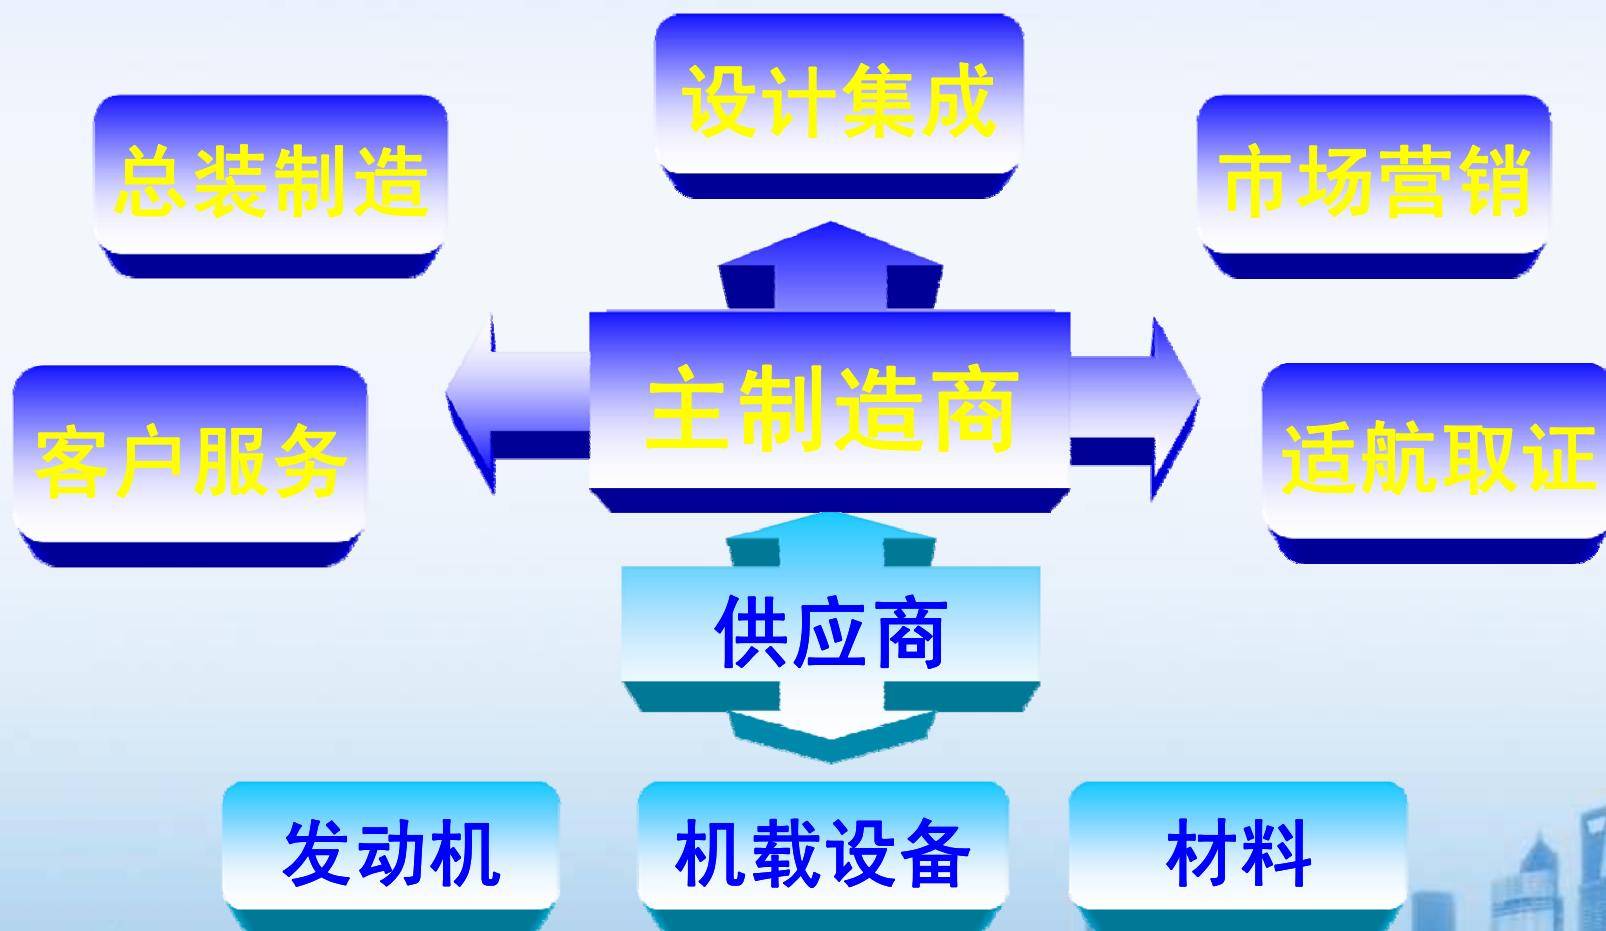 设计集成
总装制造
市场营销
主制造商
客户服务
适航取证
供应商
发动机
机载设备
材料